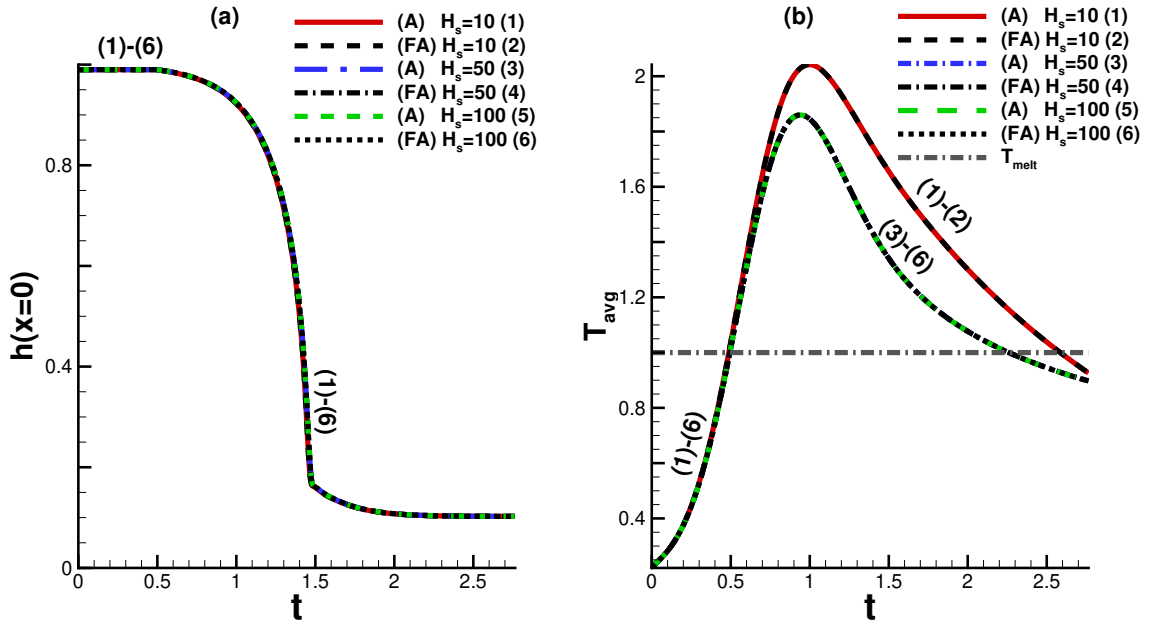 (a)
(A) H_s=10 (1)
(FA) H_s=10 (2)
(A) H_s=50 (3)
(FA) H_s=50 (4)
(A) H_s=100 (5)
(FA) H_s=100 (6)
(1)-(6)
(1)-(6)
h(x=0)
0.8
0.4
0
0
0.5
1
1.5
2
2.5
t
(b)
(A) H_s=10 (1)
(FA) H_s=10 (2)
(A) H_s=50 (3)
(FA) H_s=50 (4)
(A) H_s=100 (5)
(FA) H_s=100 (6)
T_melt
(1)-(2)
(3)-(6)
(1)-(6)
T_avg
2
1.6
1.2
0.8
0.4
0
0.5
1
1.5
2
2.5
t